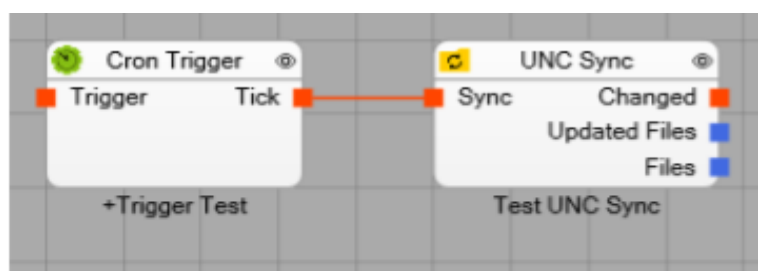 Cron Trigger
Trigger Tick
+Trigger Test
UNC Sync
Sync Changed
Updated Files
Files
Test UNC Sync